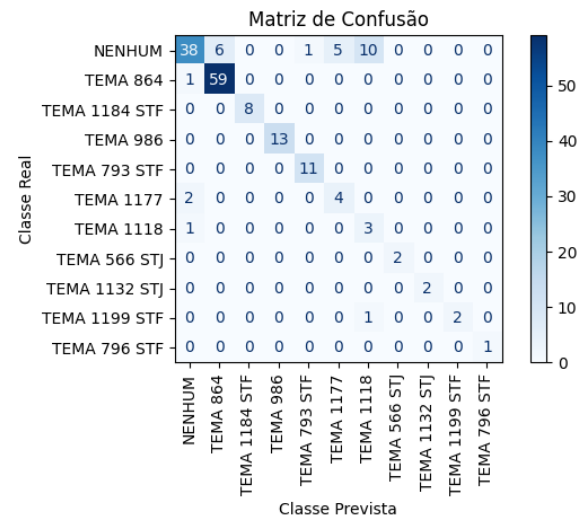 Matriz de Confusão
NENHUM 38 6 0 0 1 5 10 0 0 0 0
TEMA 864 1 59 0 0 0 0 0 0 0 0 0
TEMA 1184 STF 0 0 8 0 0 0 0 0 0 0 0
TEMA 986 0 0 0 13 0 0 0 0 0 0 0
TEMA 793 STF 0 0 0 0 11 0 0 0 0 0 0
TEMA 1177 2 0 0 0 0 4 0 0 0 0 0
TEMA 1118 1 0 0 0 0 0 3 0 0 0 0
TEMA 566 STJ 0 0 0 0 0 0 0 2 0 0 0
TEMA 1132 STJ 0 0 0 0 0 0 0 0 2 0 0
TEMA 1199 STF 0 0 0 0 0 0 1 0 0 2 0
TEMA 796 STF 0 0 0 0 0 0 0 0 0 0 1
Classe Real
NENHUM
TEMA 864
TEMA 1184 STF
TEMA 986
TEMA 793 STF
TEMA 1177
TEMA 1118
TEMA 566 STJ
TEMA 1132 STJ
TEMA 1199 STF
TEMA 796 STF
Classe Prevista
50
40
30
20
10
0